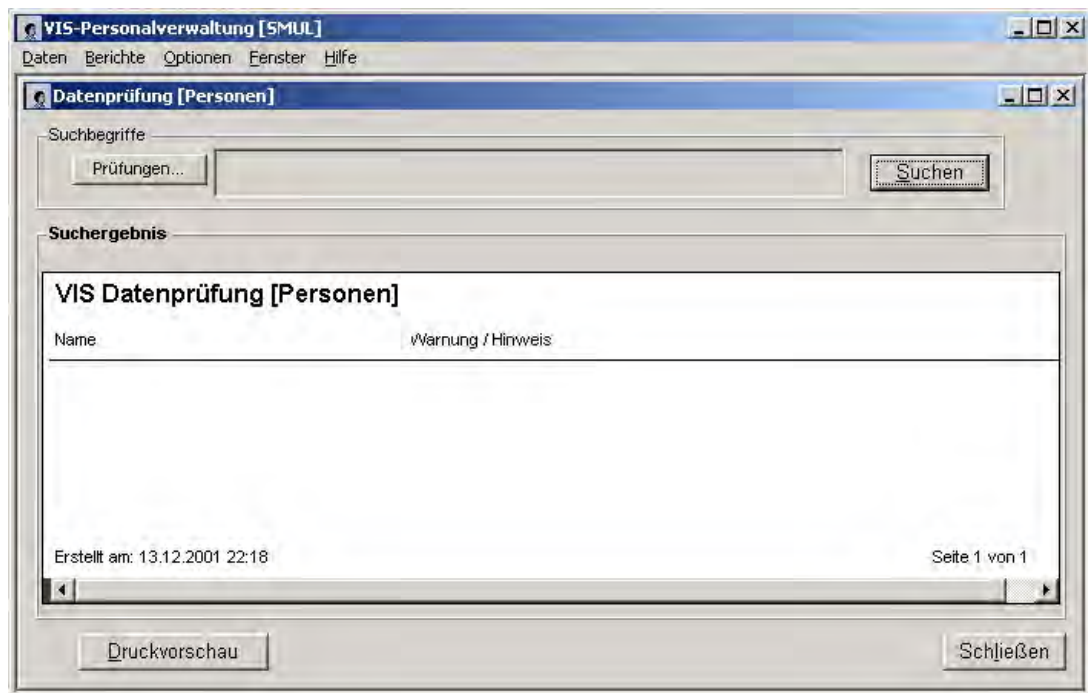 VIS-Personalverwaltung [SMUL]
Daten Berichte Optionen Fenster Hilfe
Datenprüfung [Personen]
Suchbegriffe
Prüfungen... Suchen
Suchergebnis
VIS Datenprüfung [Personen]
Name Warnung / Hinweis
Erstellt am: 13.12.2001 22:18 Seite 1 von 1
Druckvorschau Schließen